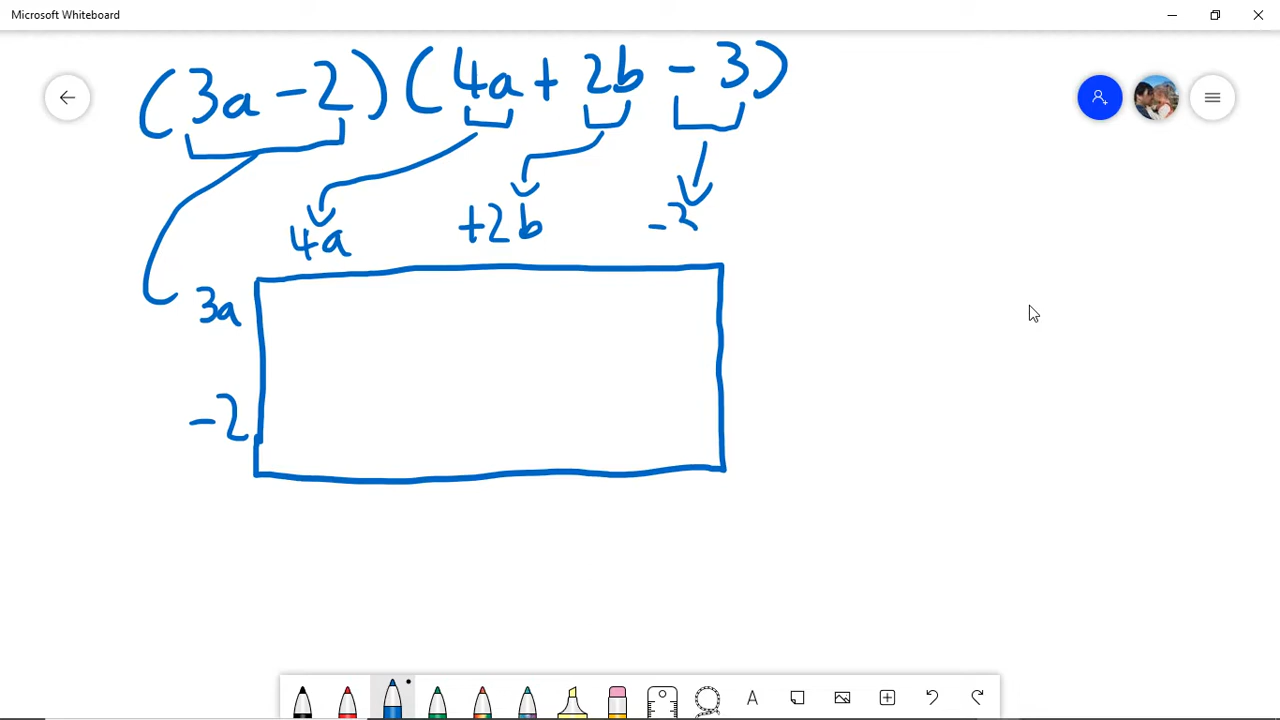 Microsoft Whiteboard
(3a - 2) (4a + 2b - 3)
4a +2b -3
3a
-2
A